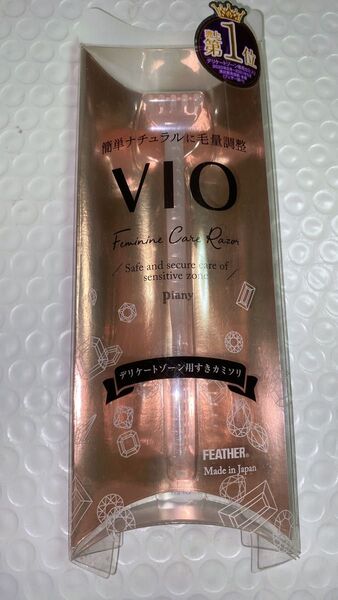 第1位
簡単ナチュラルに毛量調整
VIO
Feminine Care Razor
Safe and secure care of
sensitive zone
piany
デリケートゾーン用すきカミソリ
FEATHER®
Made in Japan